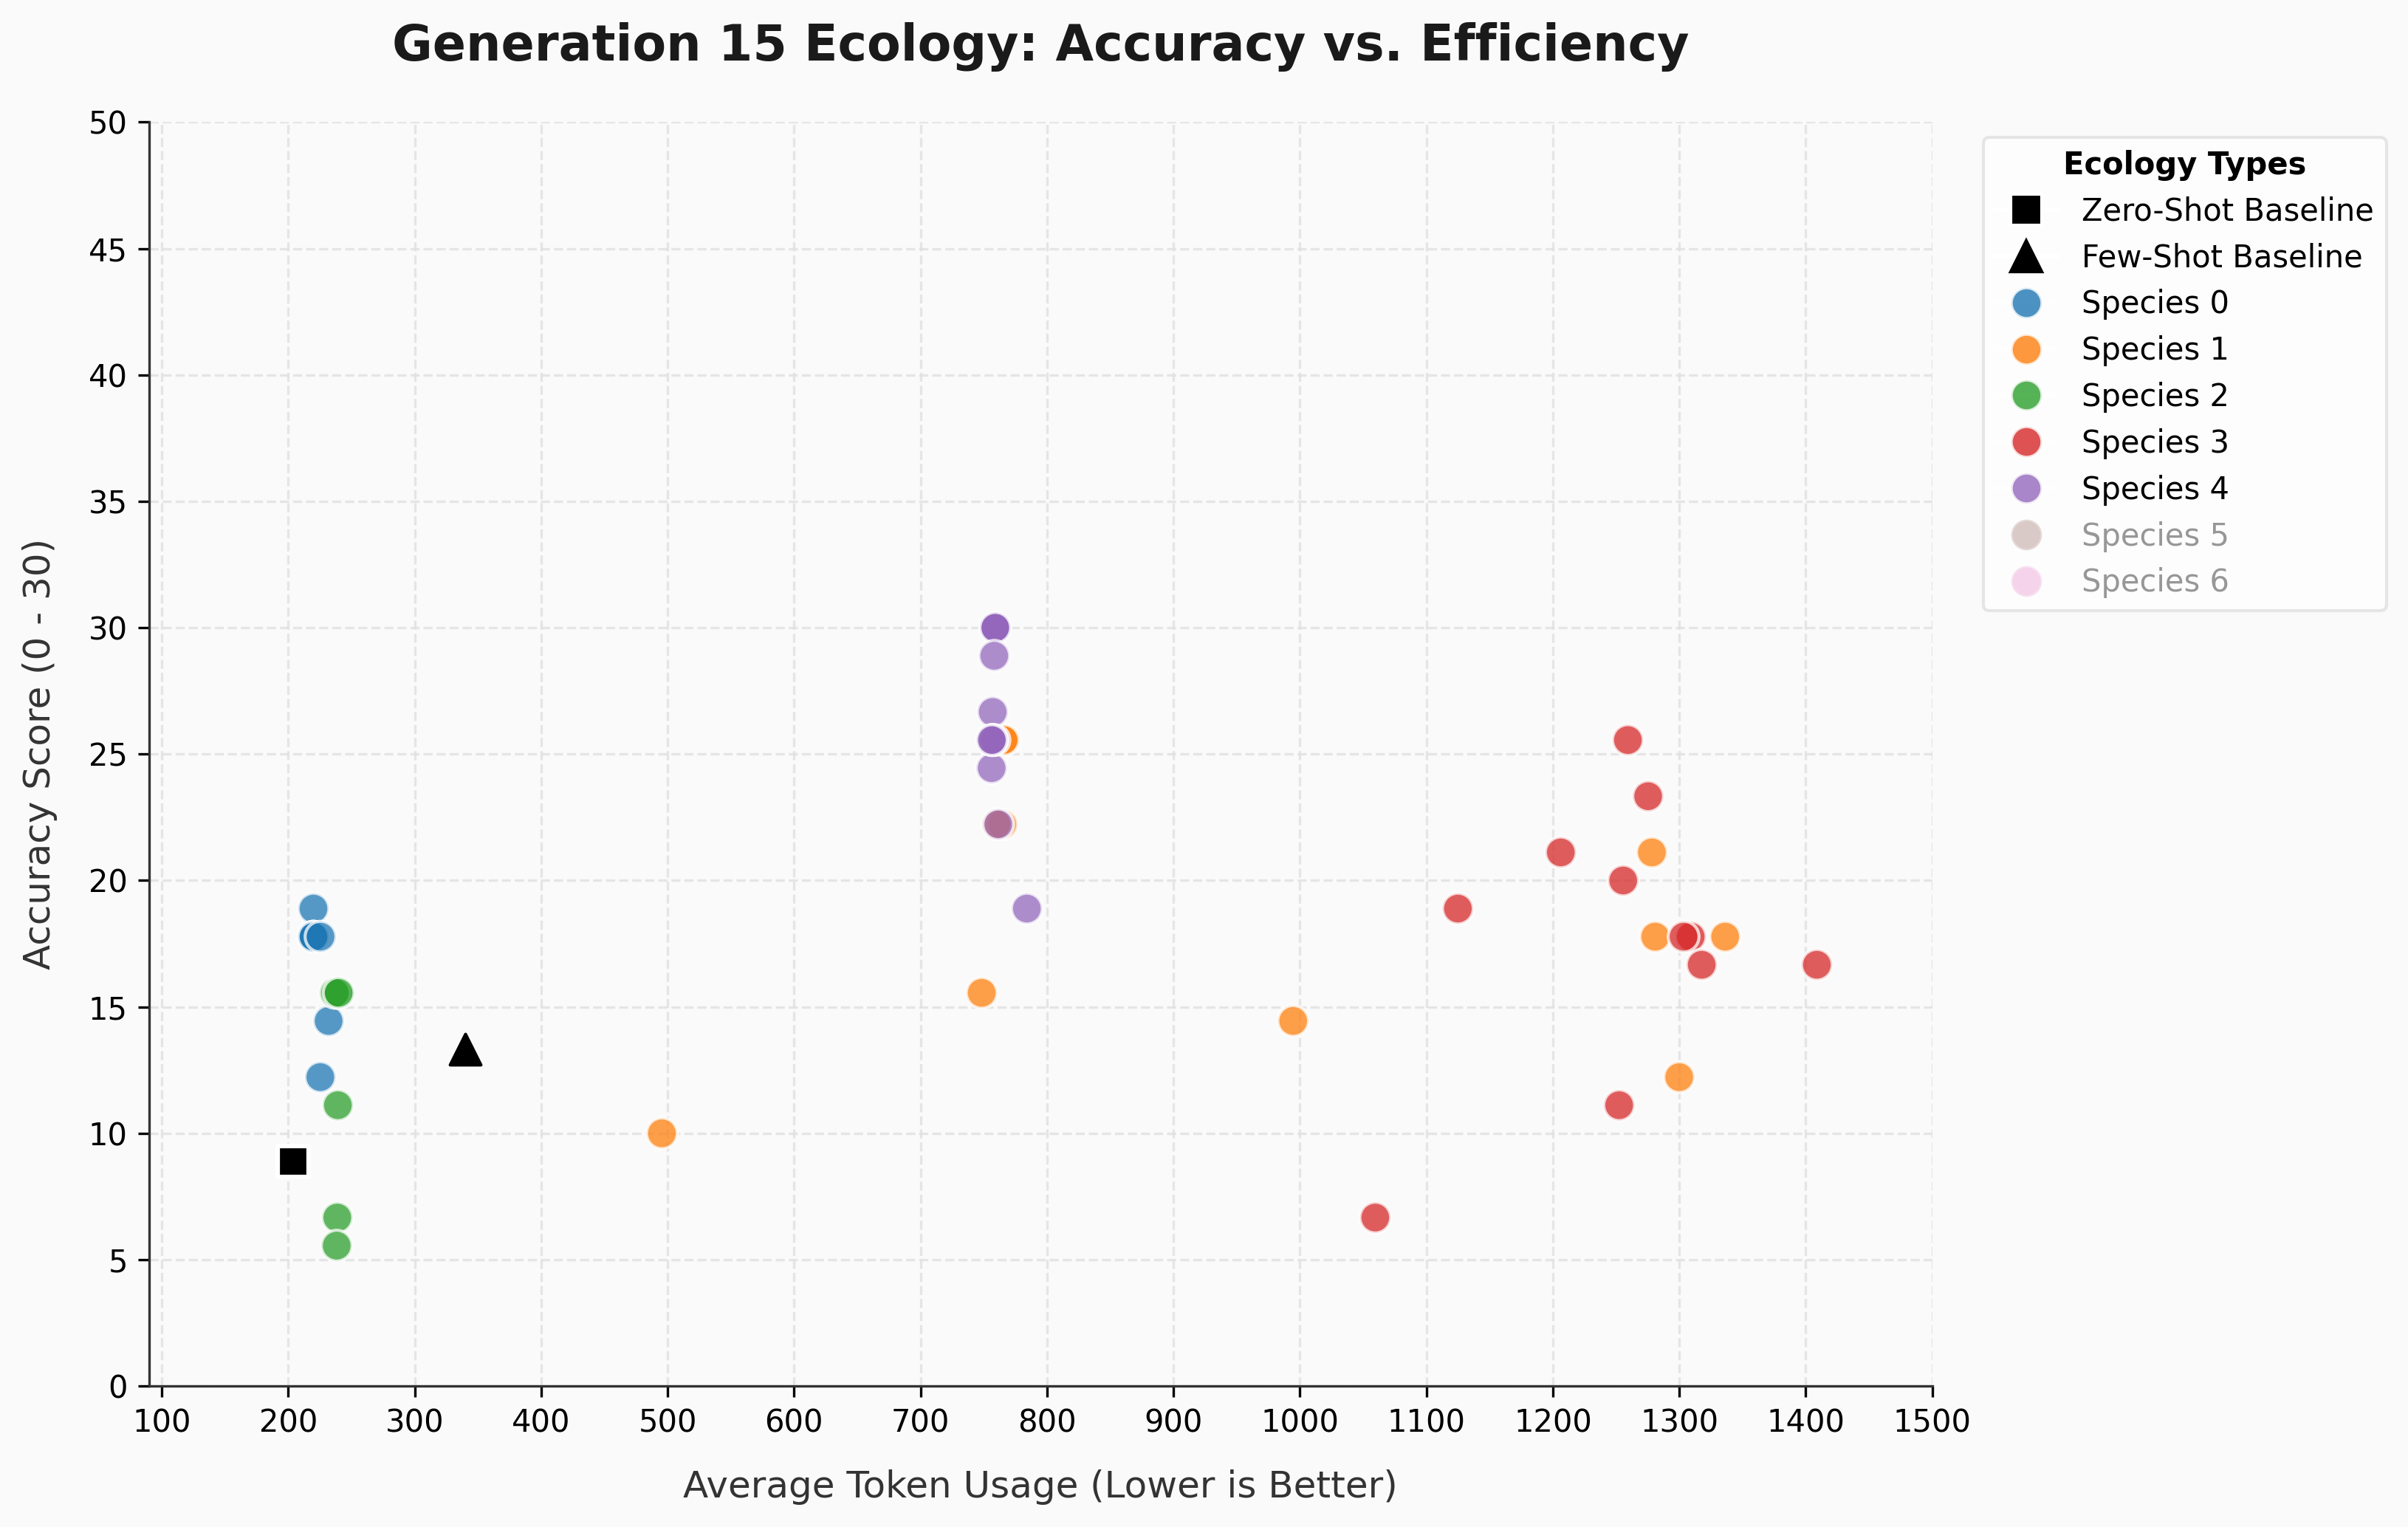 Generation 15 Ecology: Accuracy vs. Efficiency
Accuracy Score (0 - 30)
50
45
40
35
30
25
20
15
10
5
0
100 200 300 400 500 600 700 800 900 1000 1100 1200 1300 1400 1500
Average Token Usage (Lower is Better)
Ecology Types
Zero-Shot Baseline
Few-Shot Baseline
Species 0
Species 1
Species 2
Species 3
Species 4
Species 5
Species 6